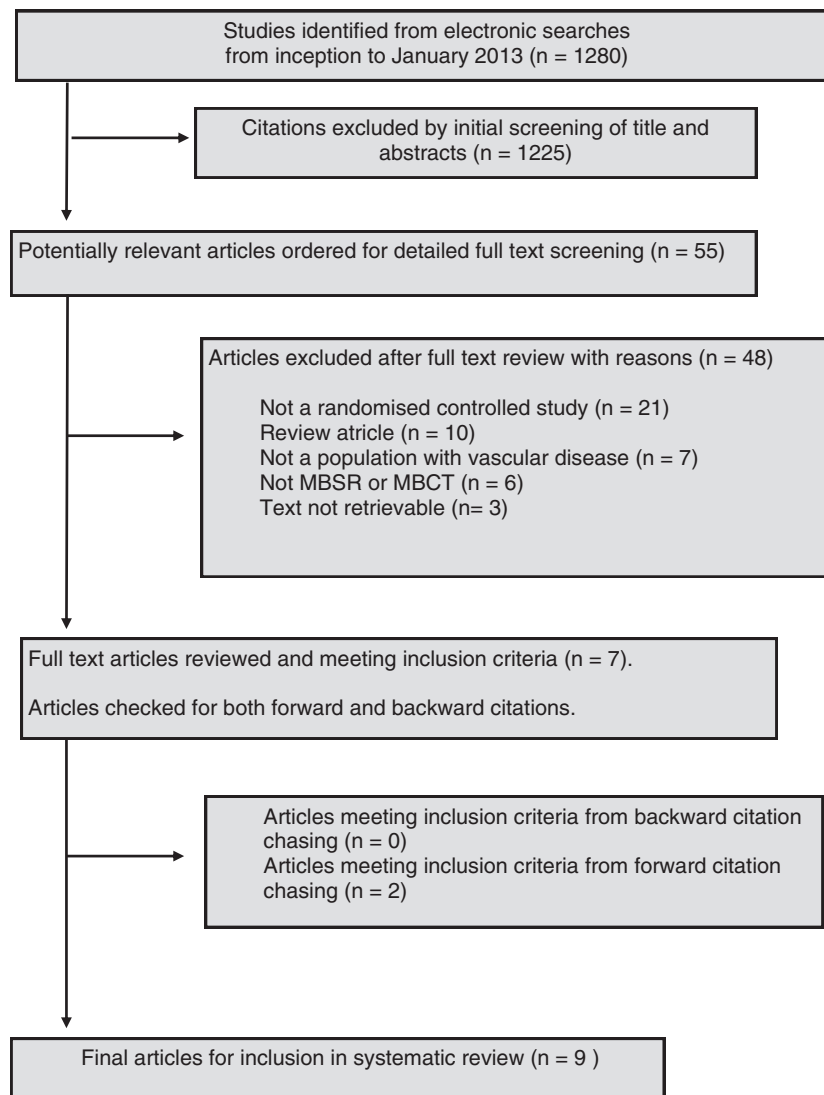 Studies identified from electronic searches
from inception to January 2013 (n = 1280)
Citations excluded by initial screening of title and
abstracts (n = 1225)
Potentially relevant articles ordered for detailed full text screening (n = 55)
Articles excluded after full text review with reasons (n = 48)
Not a randomised controlled study (n = 21)
Review atricle (n = 10)
Not a population with vascular disease (n = 7)
Not MBSR or MBCT (n = 6)
Text not retrievable (n= 3)
Full text articles reviewed and meeting inclusion criteria (n = 7).
Articles checked for both forward and backward citations.
Articles meeting inclusion criteria from backward citation
chasing (n = 0)
Articles meeting inclusion criteria from forward citation
chasing (n = 2)
Final articles for inclusion in systematic review (n = 9 )